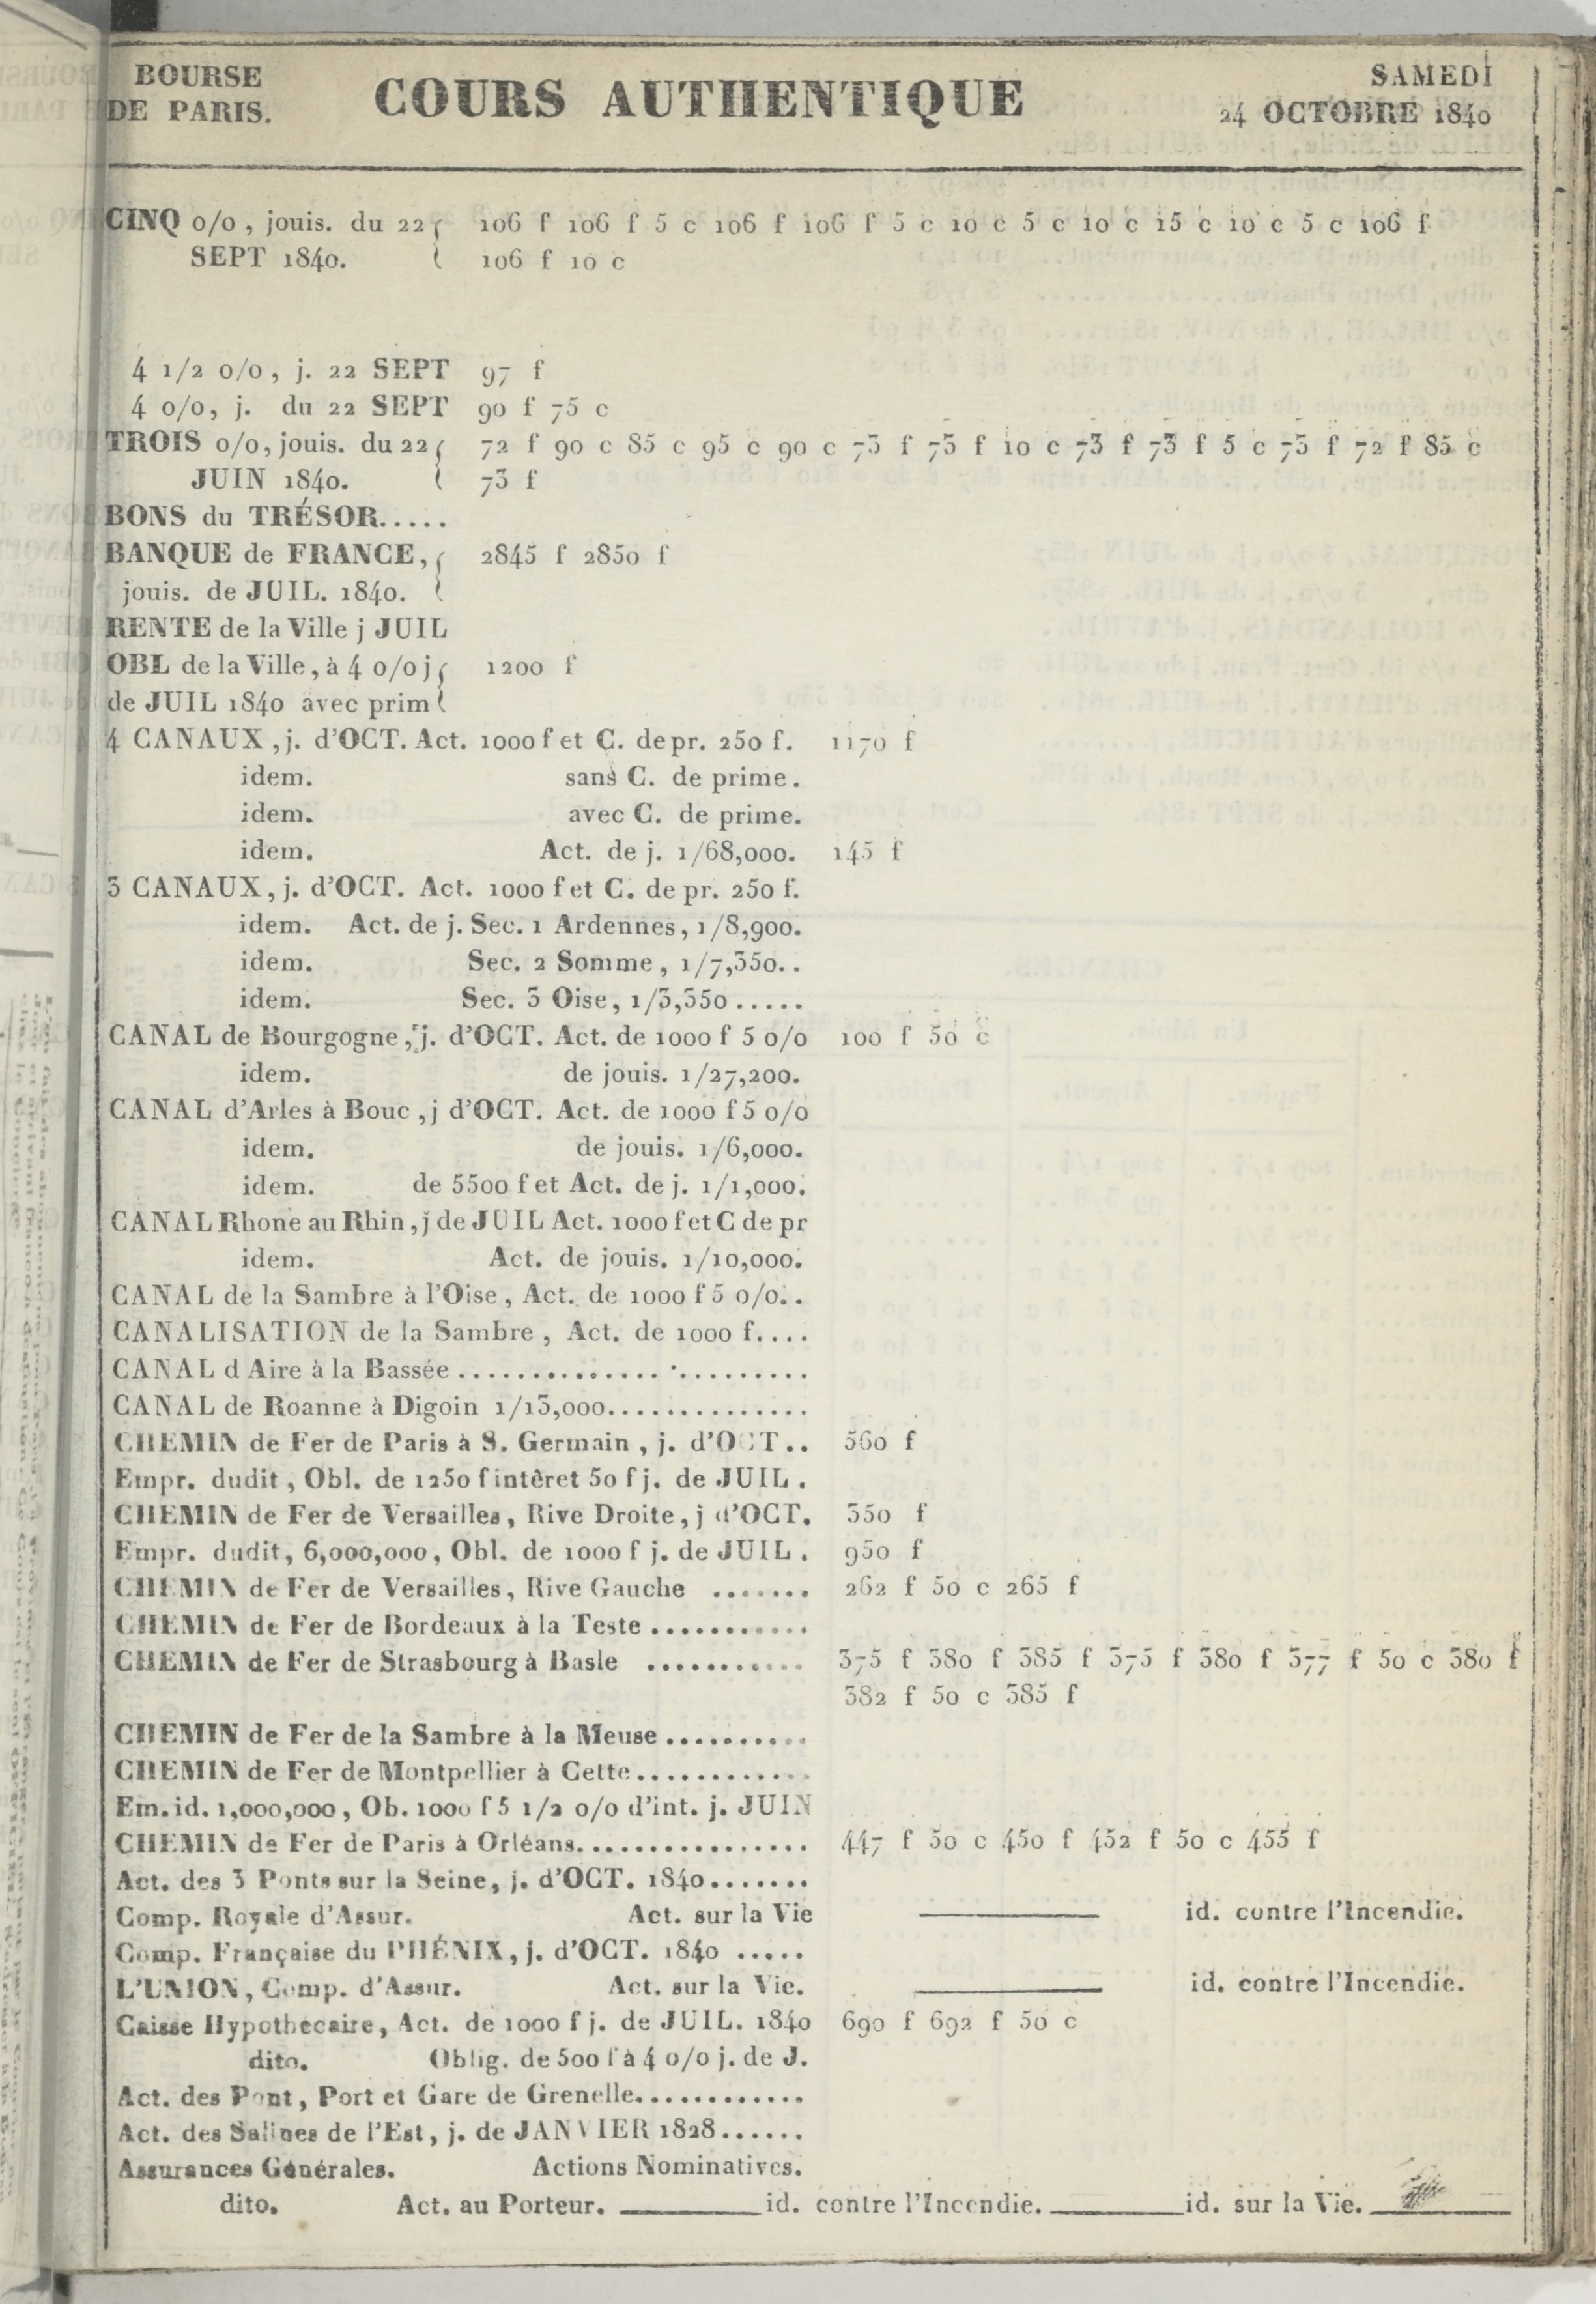 BOURSE
DE PARIS.
COURS AUTHENTIQUE
SAMEDI
24 OCTOBRE 1840
CINQ 0/0, jouis. du 22 106 f 106 f 5 c 106 f 106 f 5 c 10 c 5 c 10 c 15 c 10 c 5 c 106 f
SEPT 1840. 106 f 10 c
4 1/2 0/0, j. 22 SEPT 97 f
4 0/0, j. du 22 SEPT 90 f 75 c
TROIS 0/0, jouis. du 22 72 f 90 c 85 c 95 c 90 c 73 f 73 f 10 c 73 f 73 f 5 c 73 f 72 f 85 c
JUIN 1840. 73 f
BONS du TRÉSOR.....
BANQUE de FRANCE, 2845 f 2850 f
jouis. de JUIL. 1840.
RENTE de la Ville j JUIL
OBL de la Ville, à 4 0/0 j 1200 f
de JUIL 1840 avec prim
4 CANAUX, j. d'OCT. Act. 1000 f et C. de pr. 250 f. 1170 f
idem. sans C. de prime.
idem. avec C. de prime.
idem. Act. de j. 1/68,000. 145 f
3 CANAUX, j. d'OCT. Act. 1000 f et C. de pr. 250 f.
idem. Act. de j. Sec. 1 Ardennes, 1/8,900.
idem. Sec. 2 Somme, 1/7,350..
idem. Sec. 3 Oise, 1/3,350.....
CANAL de Bourgogne, j. d'OCT. Act. de 1000 f 5 0/0 100 f 50 c
idem. de jouis. 1/27,200.
CANAL d'Arles à Bouc, j d'OCT. Act. de 1000 f 5 0/0
idem. de jouis. 1/6,000.
idem. de 5500 f et Act. de j. 1/1,000.
CANAL Rhone au Rhin, j de JUIL Act. 1000 f et C de pr
idem. Act. de jouis. 1/10,000.
CANAL de la Sambre à l'Oise, Act. de 1000 f 5 0/0..
CANALISATION de la Sambre, Act. de 1000 f....
CANAL d Aire à la Bassée........................
CANAL de Roanne à Digoin 1/13,000..............
CHEMIN de Fer de Paris à S. Germain, j. d'OCT.. 560 f
Empr. dudit, Obl. de 1250 f intêret 50 f j. de JUIL.
CHEMIN de Fer de Versailles, Rive Droite, j d'OCT. 350 f
Empr. dudit, 6,000,000, Obl. de 1000 f j. de JUIL. 950 f
CHEMIN de Fer de Versailles, Rive Gauche ....... 262 f 50 c 265 f
CHEMIN de Fer de Bordeaux à la Teste...........
CHEMIN de Fer de Strasbourg à Basle ........... 375 f 380 f 385 f 375 f 380 f 377 f 50 c 380 f
382 f 50 c 385 f
CHEMIN de Fer de la Sambre à la Meuse..........
CHEMIN de Fer de Montpellier à Cette............
Em. id. 1,000,000, Ob. 1000 f 5 1/2 0/0 d'int. j. JUIN
CHEMIN de Fer de Paris à Orléans................ 447 f 50 c 450 f 452 f 50 c 455 f
Act. des 3 Ponts sur la Seine, j. d'OCT. 1840.......
Comp. Royale d'Assur. Act. sur la Vie id. contre l'Incendie.
Comp. Française du PHÉNIX, j. d'OCT. 1840 .....
L'UNION, Comp. d'Assur. Act. sur la Vie. id. contre l'Incendie.
Caisse Hypothecaire, Act. de 1000 f j. de JUIL. 1840 690 f 692 f 50 c
dito. Oblig. de 500 f à 4 0/0 j. de J.
Act. des Pont, Port et Gare de Grenelle............
Act. des Salines de l'Est, j. de JANVIER 1828......
Assurances Générales. Actions Nominatives.
dito. Act. au Porteur. id. contre l'Incendie. id. sur la Vie.